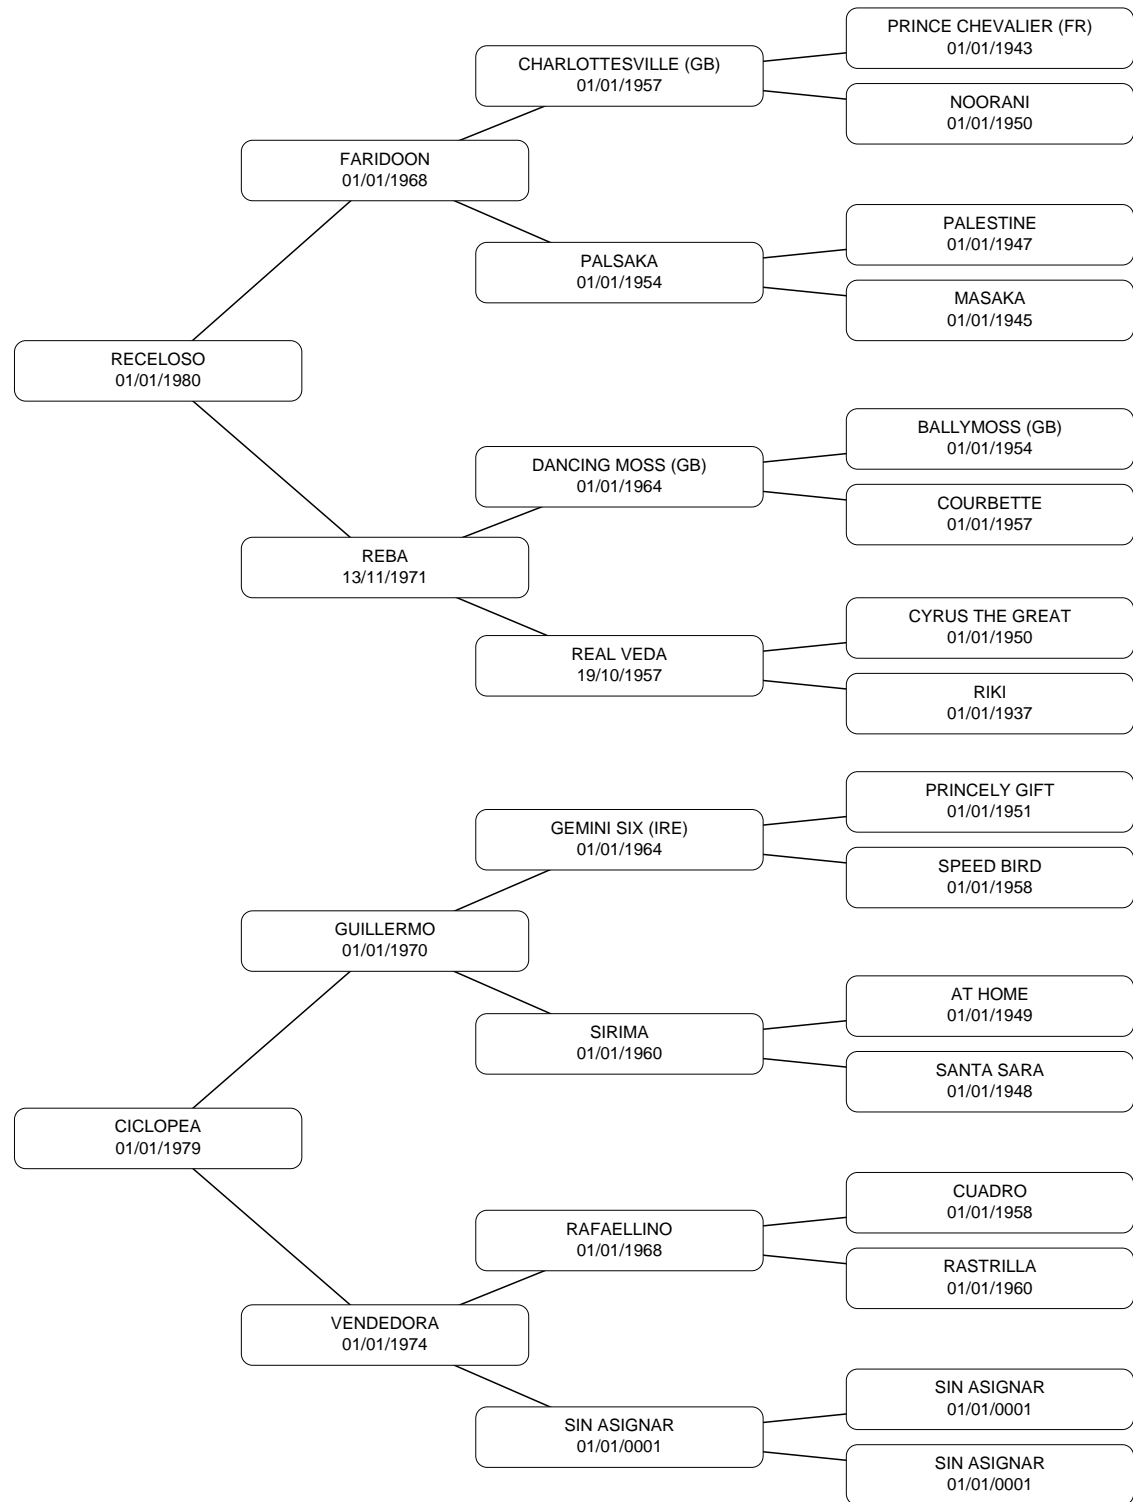 PRINCE CHEVALIER (FR)
01/01/1943
CHARLOTTESVILLE (GB)
01/01/1957
NOORANI
01/01/1950
FARIDOON
01/01/1968
PALESTINE
01/01/1947
PALSAKA
01/01/1954
MASAKA
01/01/1945
RECELOSO
01/01/1980
BALLYMOSS (GB)
01/01/1954
DANCING MOSS (GB)
01/01/1964
COURBETTE
01/01/1957
REBA
13/11/1971
CYRUS THE GREAT
01/01/1950
REAL VEDA
19/10/1957
RIKI
01/01/1937
PRINCELY GIFT
01/01/1951
GEMINI SIX (IRE)
01/01/1964
SPEED BIRD
01/01/1958
GUILLERMO
01/01/1970
AT HOME
01/01/1949
SIRIMA
01/01/1960
SANTA SARA
01/01/1948
CICLOPEA
01/01/1979
CUADRO
01/01/1958
RAFAELLINO
01/01/1968
RASTRILLA
01/01/1960
VENDEDORA
01/01/1974
SIN ASIGNAR
01/01/0001
SIN ASIGNAR
01/01/0001
SIN ASIGNAR
01/01/0001